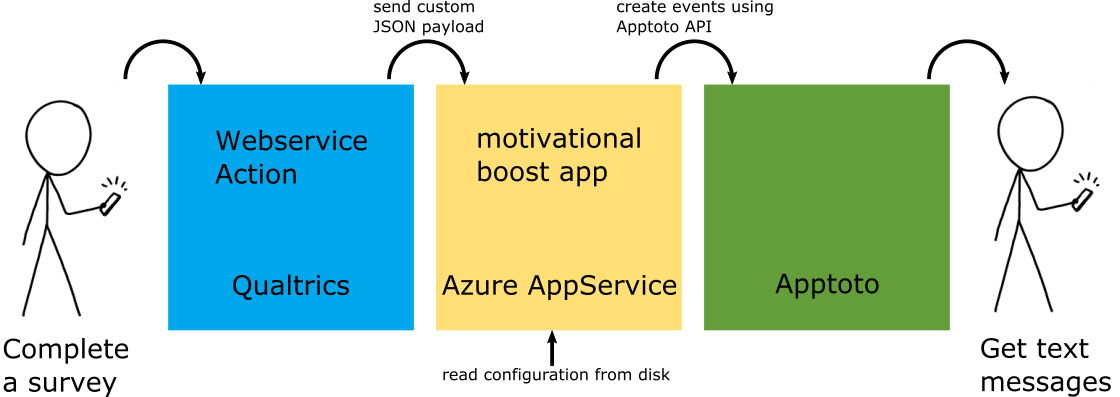 send custom
JSON payload
create events using
Apptoto API
Webservice
Action
motivational
boost app
Qualtrics
Azure AppService
Apptoto
Complete
a survey
read configuration from disk
Get text
messages